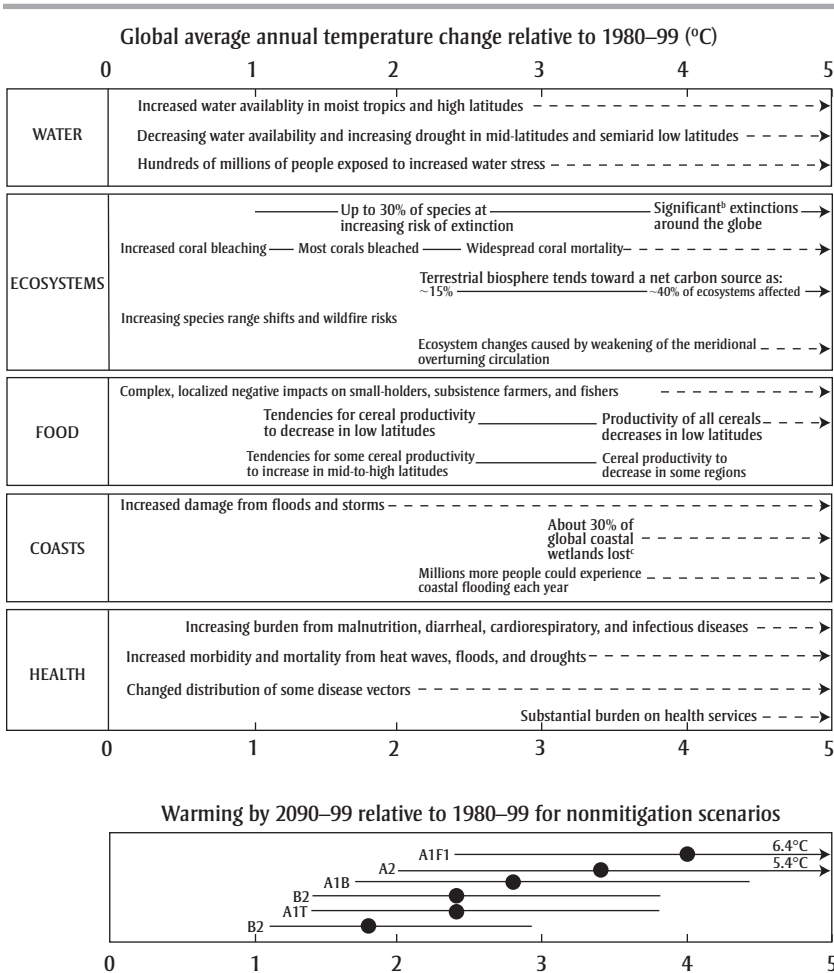 Global average annual temperature change relative to 1980–99 (ºC)
0 1 2 3 4 5
WATER
Increased water availablity in moist tropics and high latitudes
Decreasing water availability and increasing drought in mid-latitudes and semiarid low latitudes
Hundreds of millions of people exposed to increased water stress
ECOSYSTEMS
Up to 30% of species at
increasing risk of extinction
Significantᵇ extinctions
around the globe
Increased coral bleaching
Most corals bleached
Widespread coral mortality
Terrestrial biosphere tends toward a net carbon source as:
~15%
~40% of ecosystems affected
Increasing species range shifts and wildfire risks
Ecosystem changes caused by weakening of the meridional
overturning circulation
FOOD
Complex, localized negative impacts on small-holders, subsistence farmers, and fishers
Tendencies for cereal productivity
to decrease in low latitudes
Productivity of all cereals
decreases in low latitudes
Tendencies for some cereal productivity
to increase in mid-to-high latitudes
Cereal productivity to
decrease in some regions
COASTS
Increased damage from floods and storms
About 30% of
global coastal
wetlands lostᶜ
Millions more people could experience
coastal flooding each year
HEALTH
Increasing burden from malnutrition, diarrheal, cardiorespiratory, and infectious diseases
Increased morbidity and mortality from heat waves, floods, and droughts
Changed distribution of some disease vectors
Substantial burden on health services
0 1 2 3 4 5
Warming by 2090–99 relative to 1980–99 for nonmitigation scenarios
A1F1 6.4°C
A2 5.4°C
A1B
B2
A1T
B2
0 1 2 3 4 5